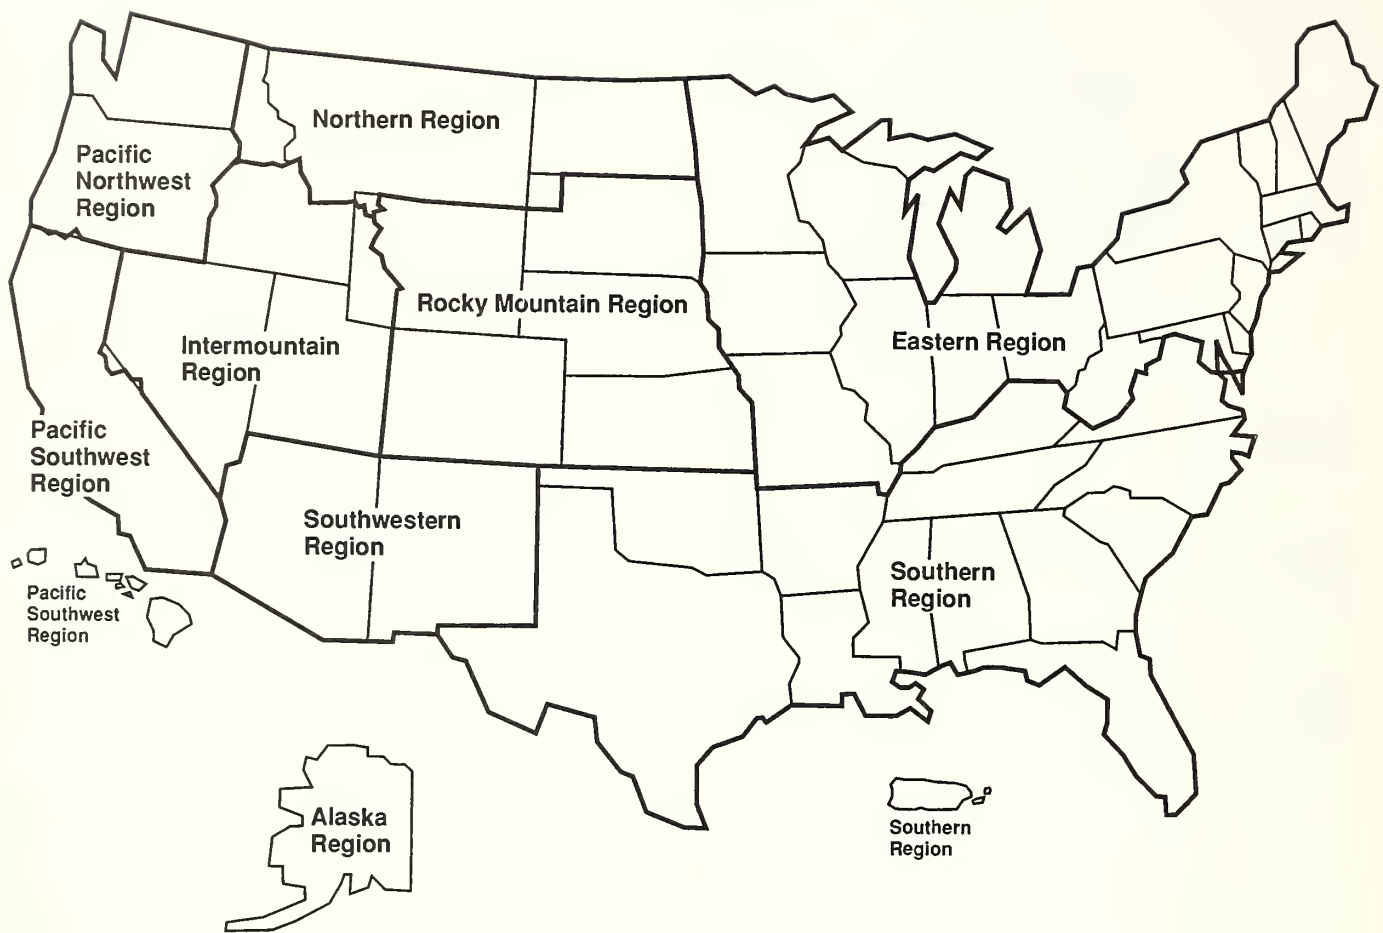 Northern Region
Pacific
Northwest
Region
Rocky Mountain Region
Intermountain
Region
Eastern Region
Pacific
Southwest
Region
Southwestern
Region
Southern
Region
Pacific
Southwest
Region
Alaska
Region
Southern
Region